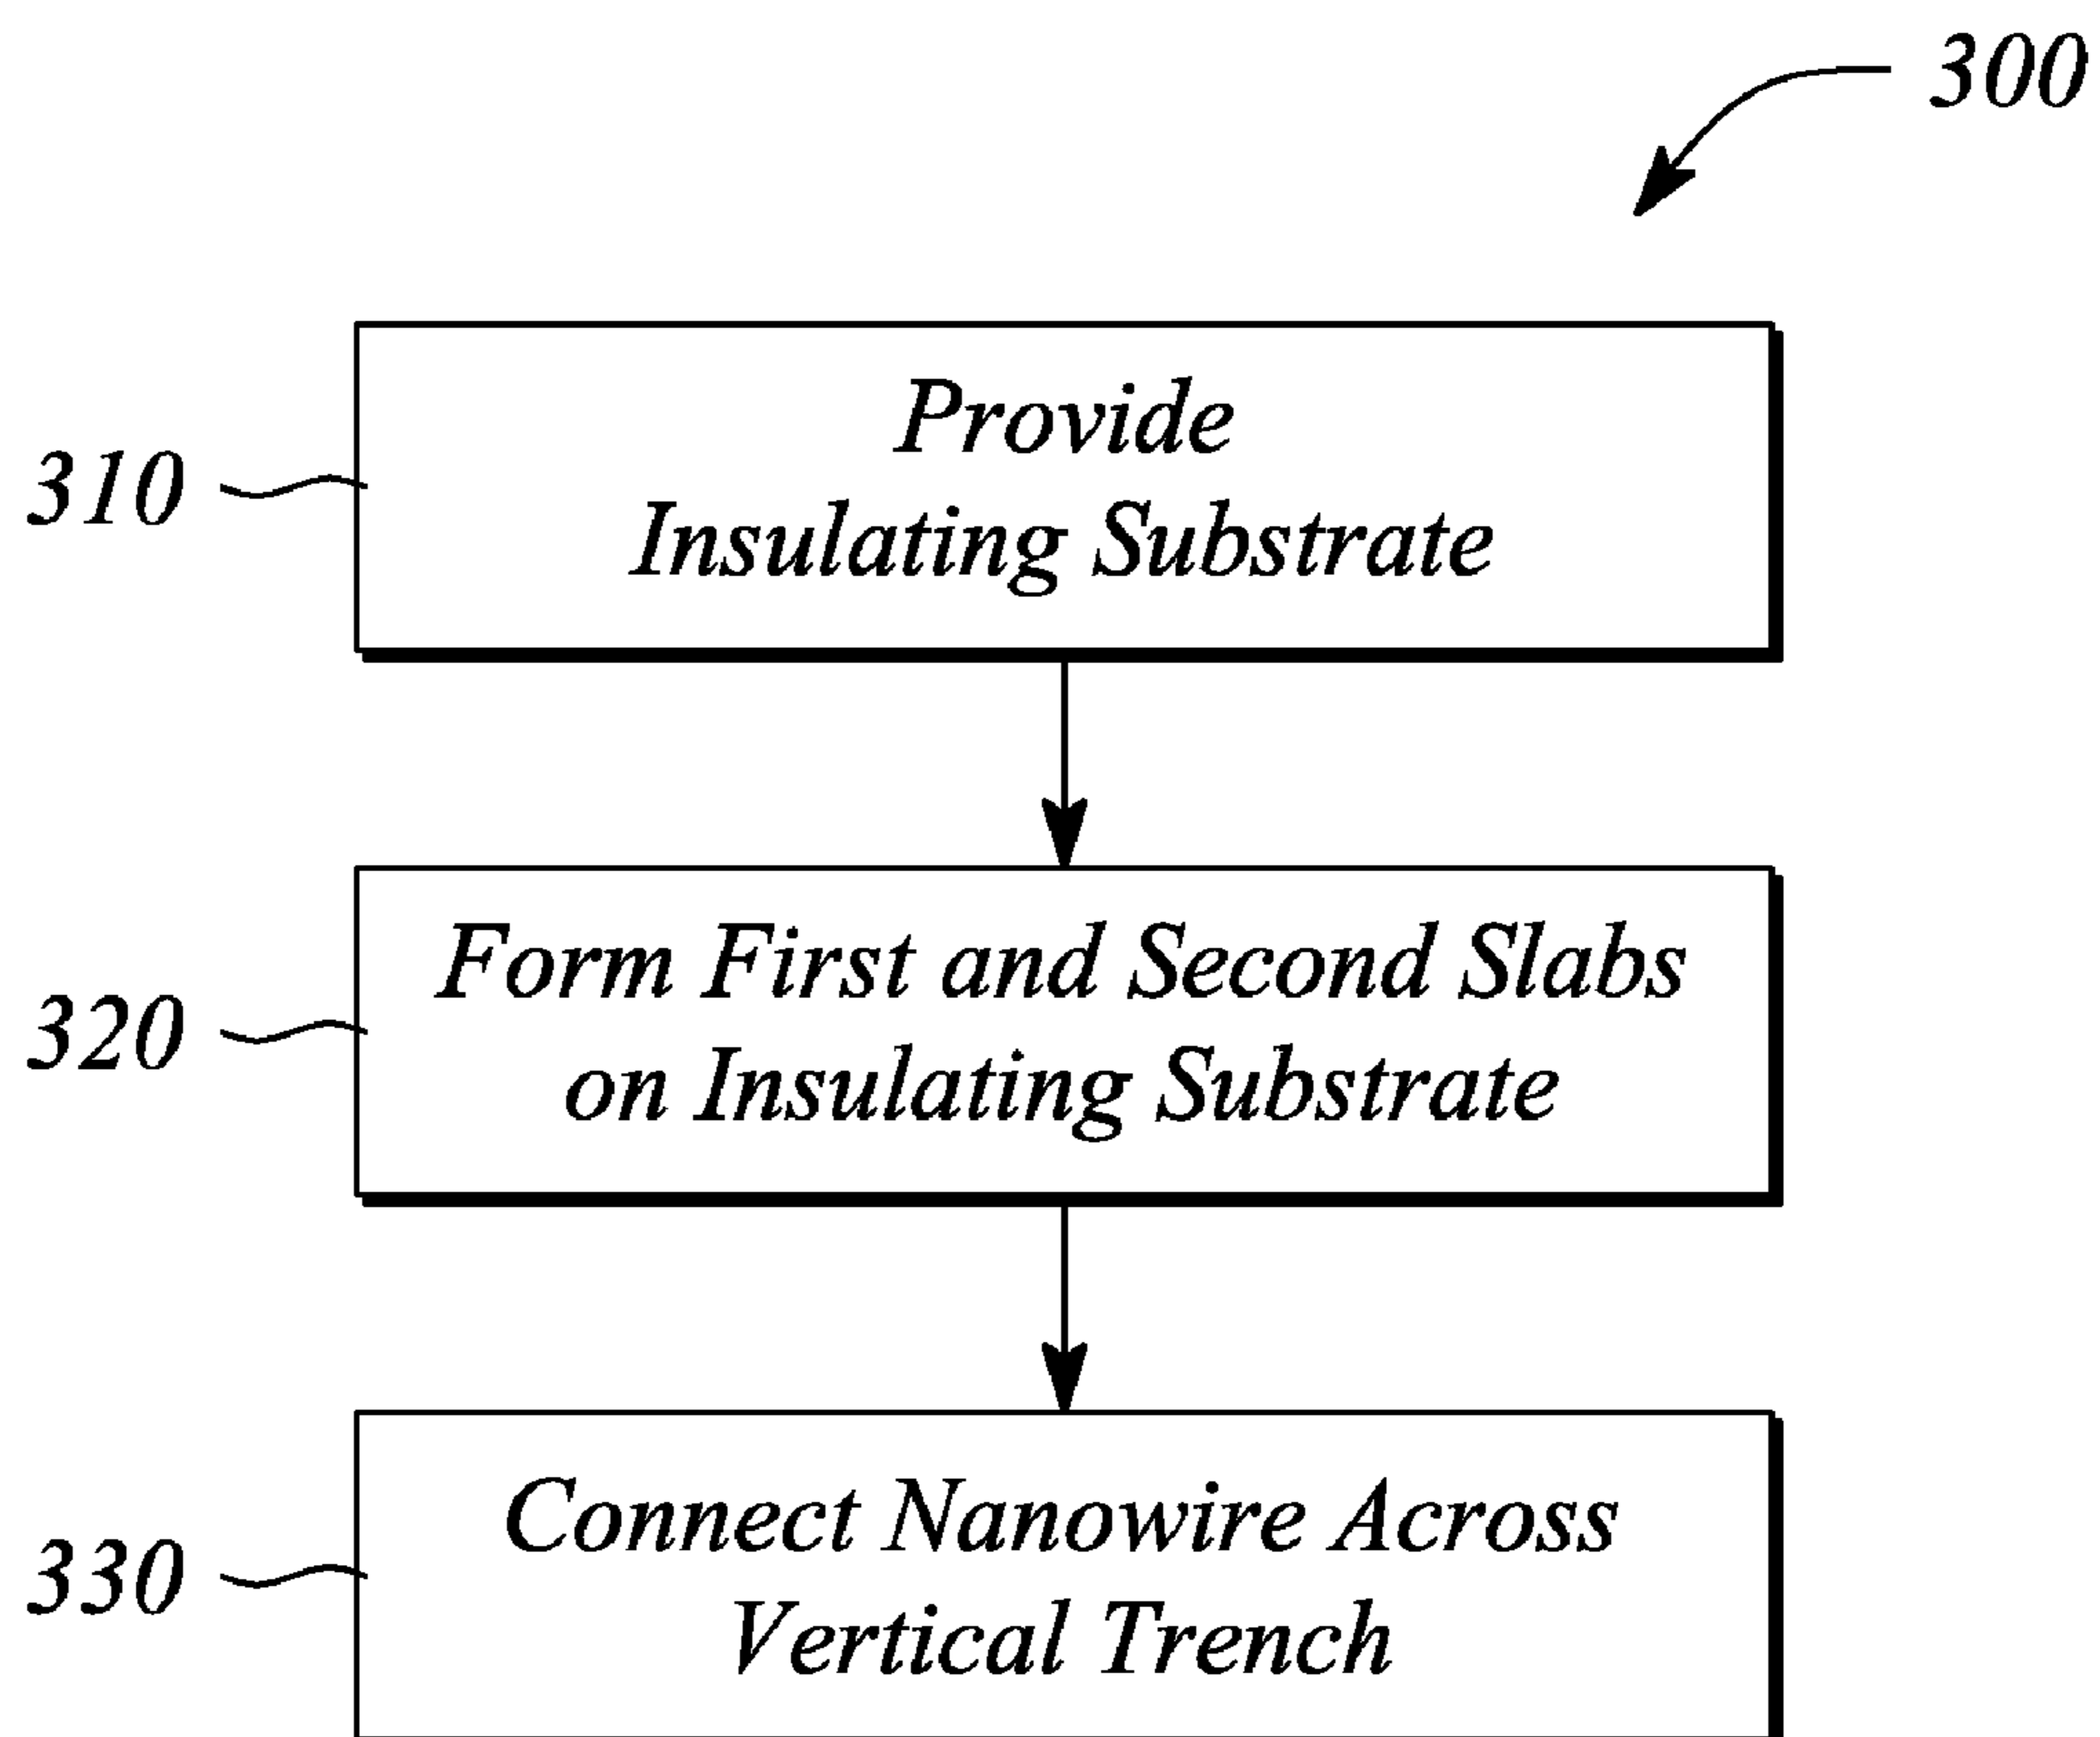 300
Provide
310
Insulating Substrate
Form First and Second Slabs
320
on Insulating Substrate
Connect Nanowire Across
330
Vertical Trench